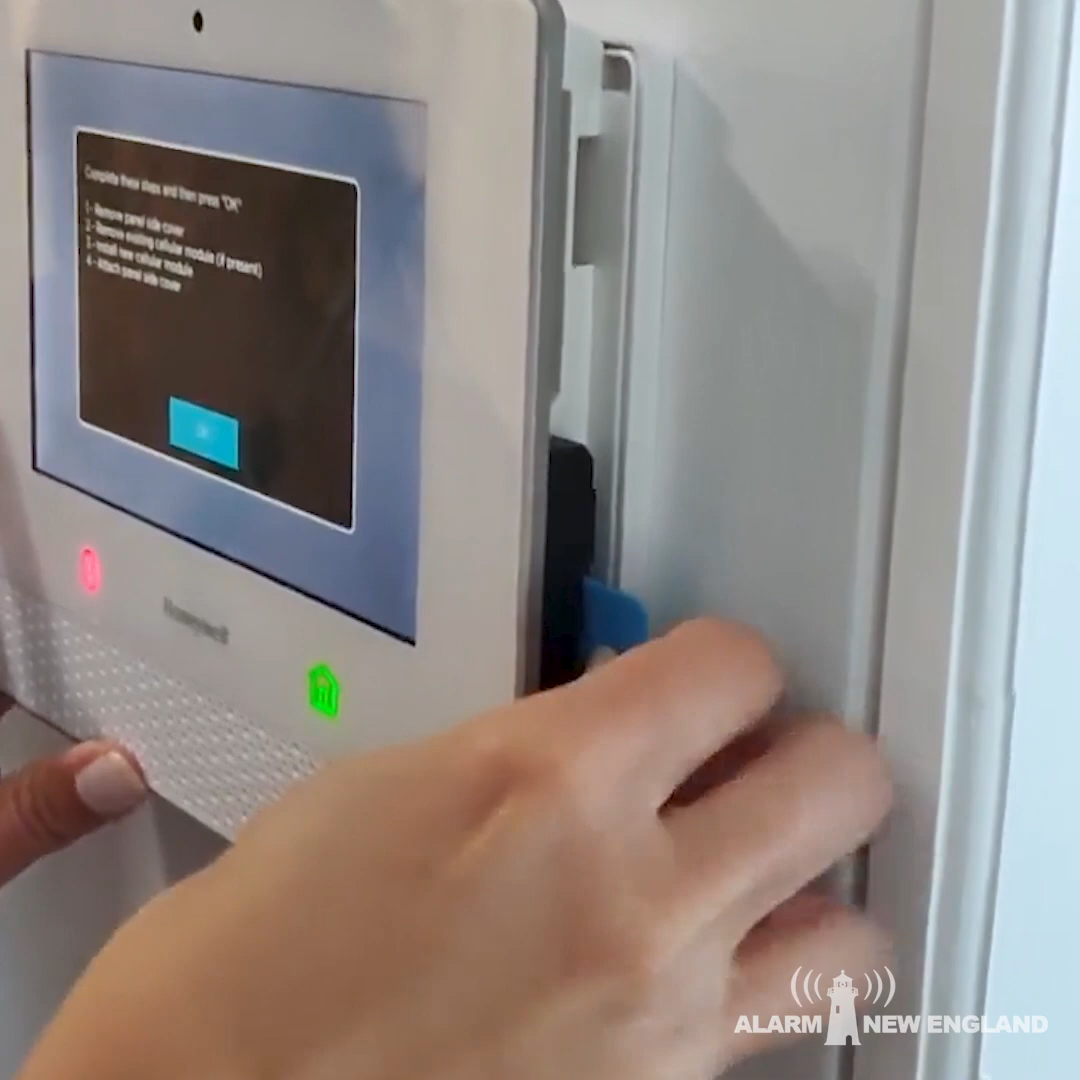 Complete these steps and then press "OK"
1- Remove panel side cover
2- Remove existing cellular module (if present)
3- Install new cellular module
4- Attach panel side cover
OK
Honeywell
ALARM NEW ENGLAND